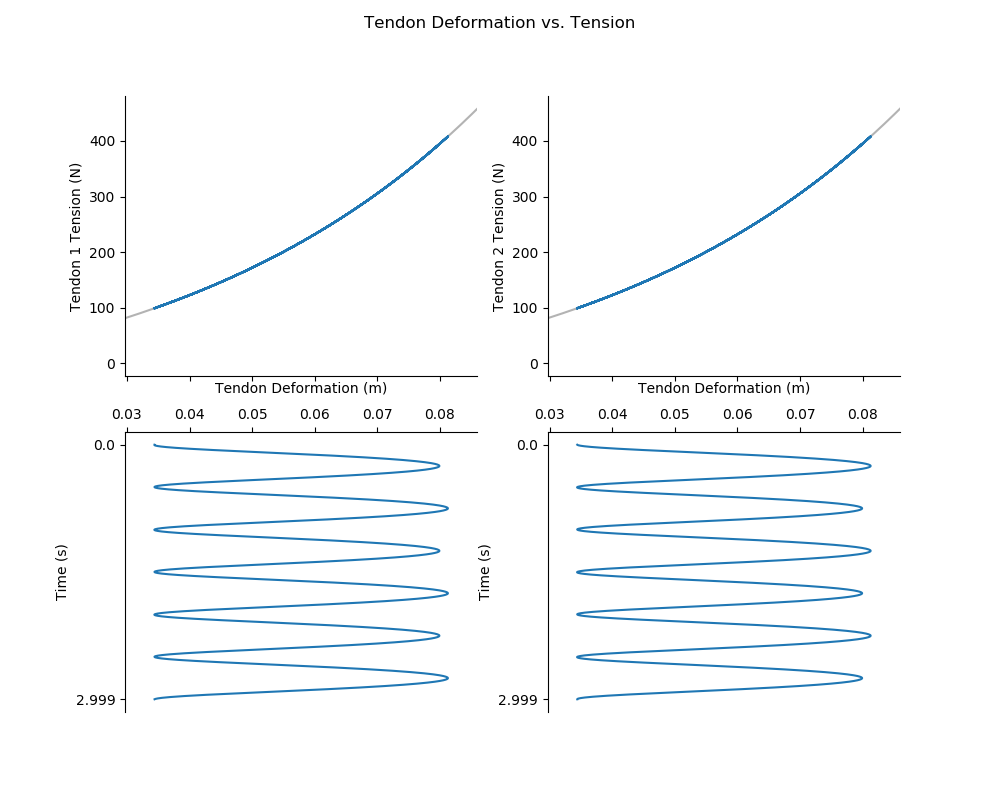 Tendon Deformation vs. Tension
Tendon 1 Tension (N)
400
300
200
100
0
Tendon Deformation (m)
Tendon 2 Tension (N)
400
300
200
100
0
Tendon Deformation (m)
0.03 0.04 0.05 0.06 0.07 0.08
Time (s)
0.0
2.999
0.03 0.04 0.05 0.06 0.07 0.08
Time (s)
0.0
2.999